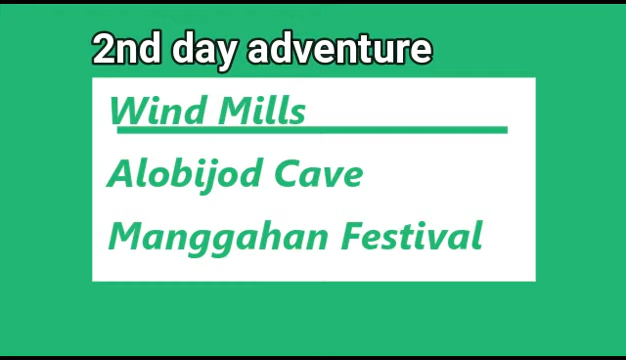 2nd day adventure
Wind Mills
Alobijod Cave
Manggahan Festival